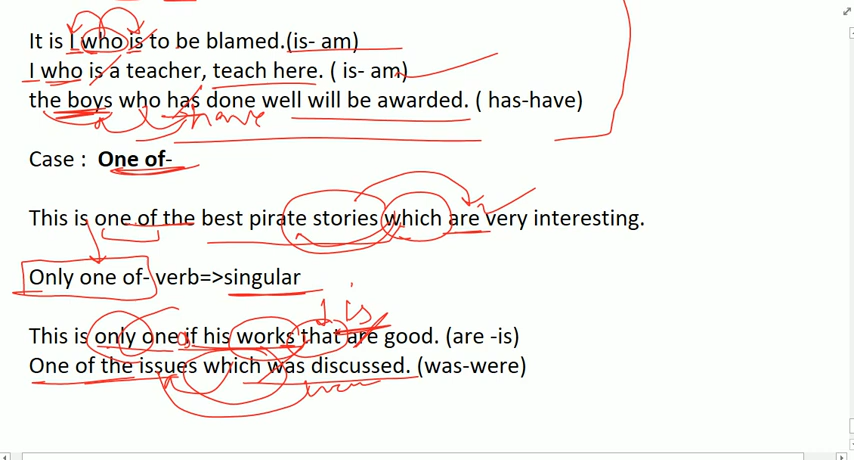 It is I who is to be blamed.(is- am)
I who is a teacher, teach here. ( is- am)
the boys who has done well will be awarded. ( has-have)
have
Case : One of-
This is one of the best pirate stories which are very interesting.
Only one of- verb=>singular
is
This is only one if his works that are good. (are -is)
One of the issues which was discussed. (was-were)